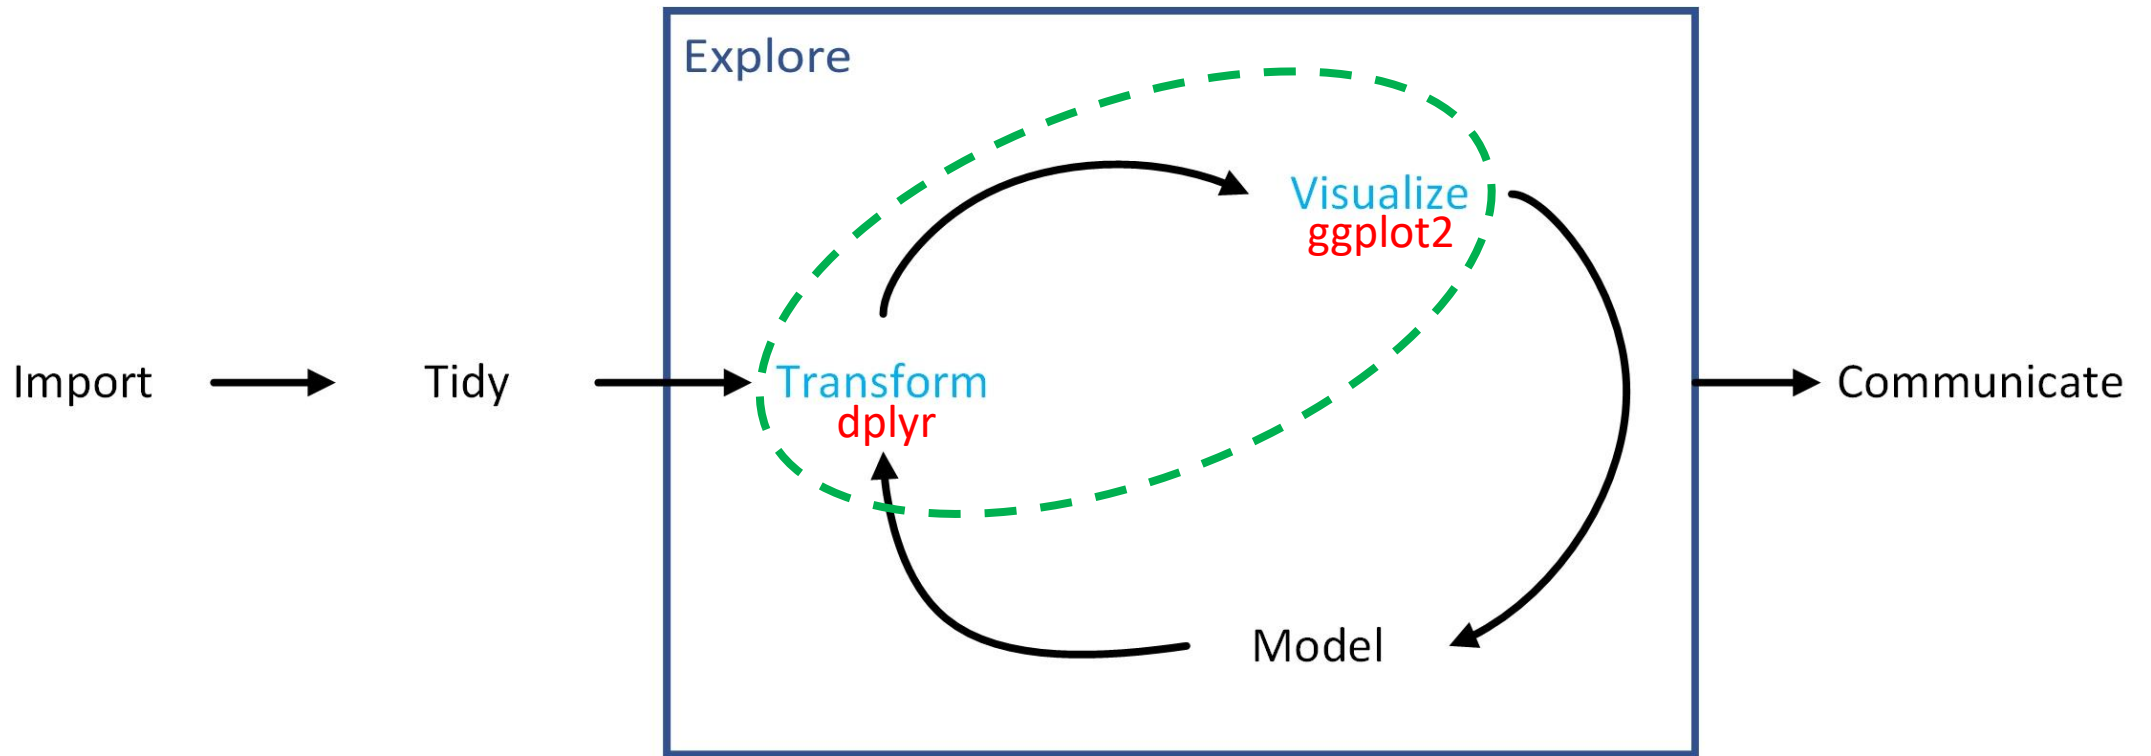 Explore
Visualize
ggplot2
Import
Tidy
Transform
dplyr
Communicate
Model